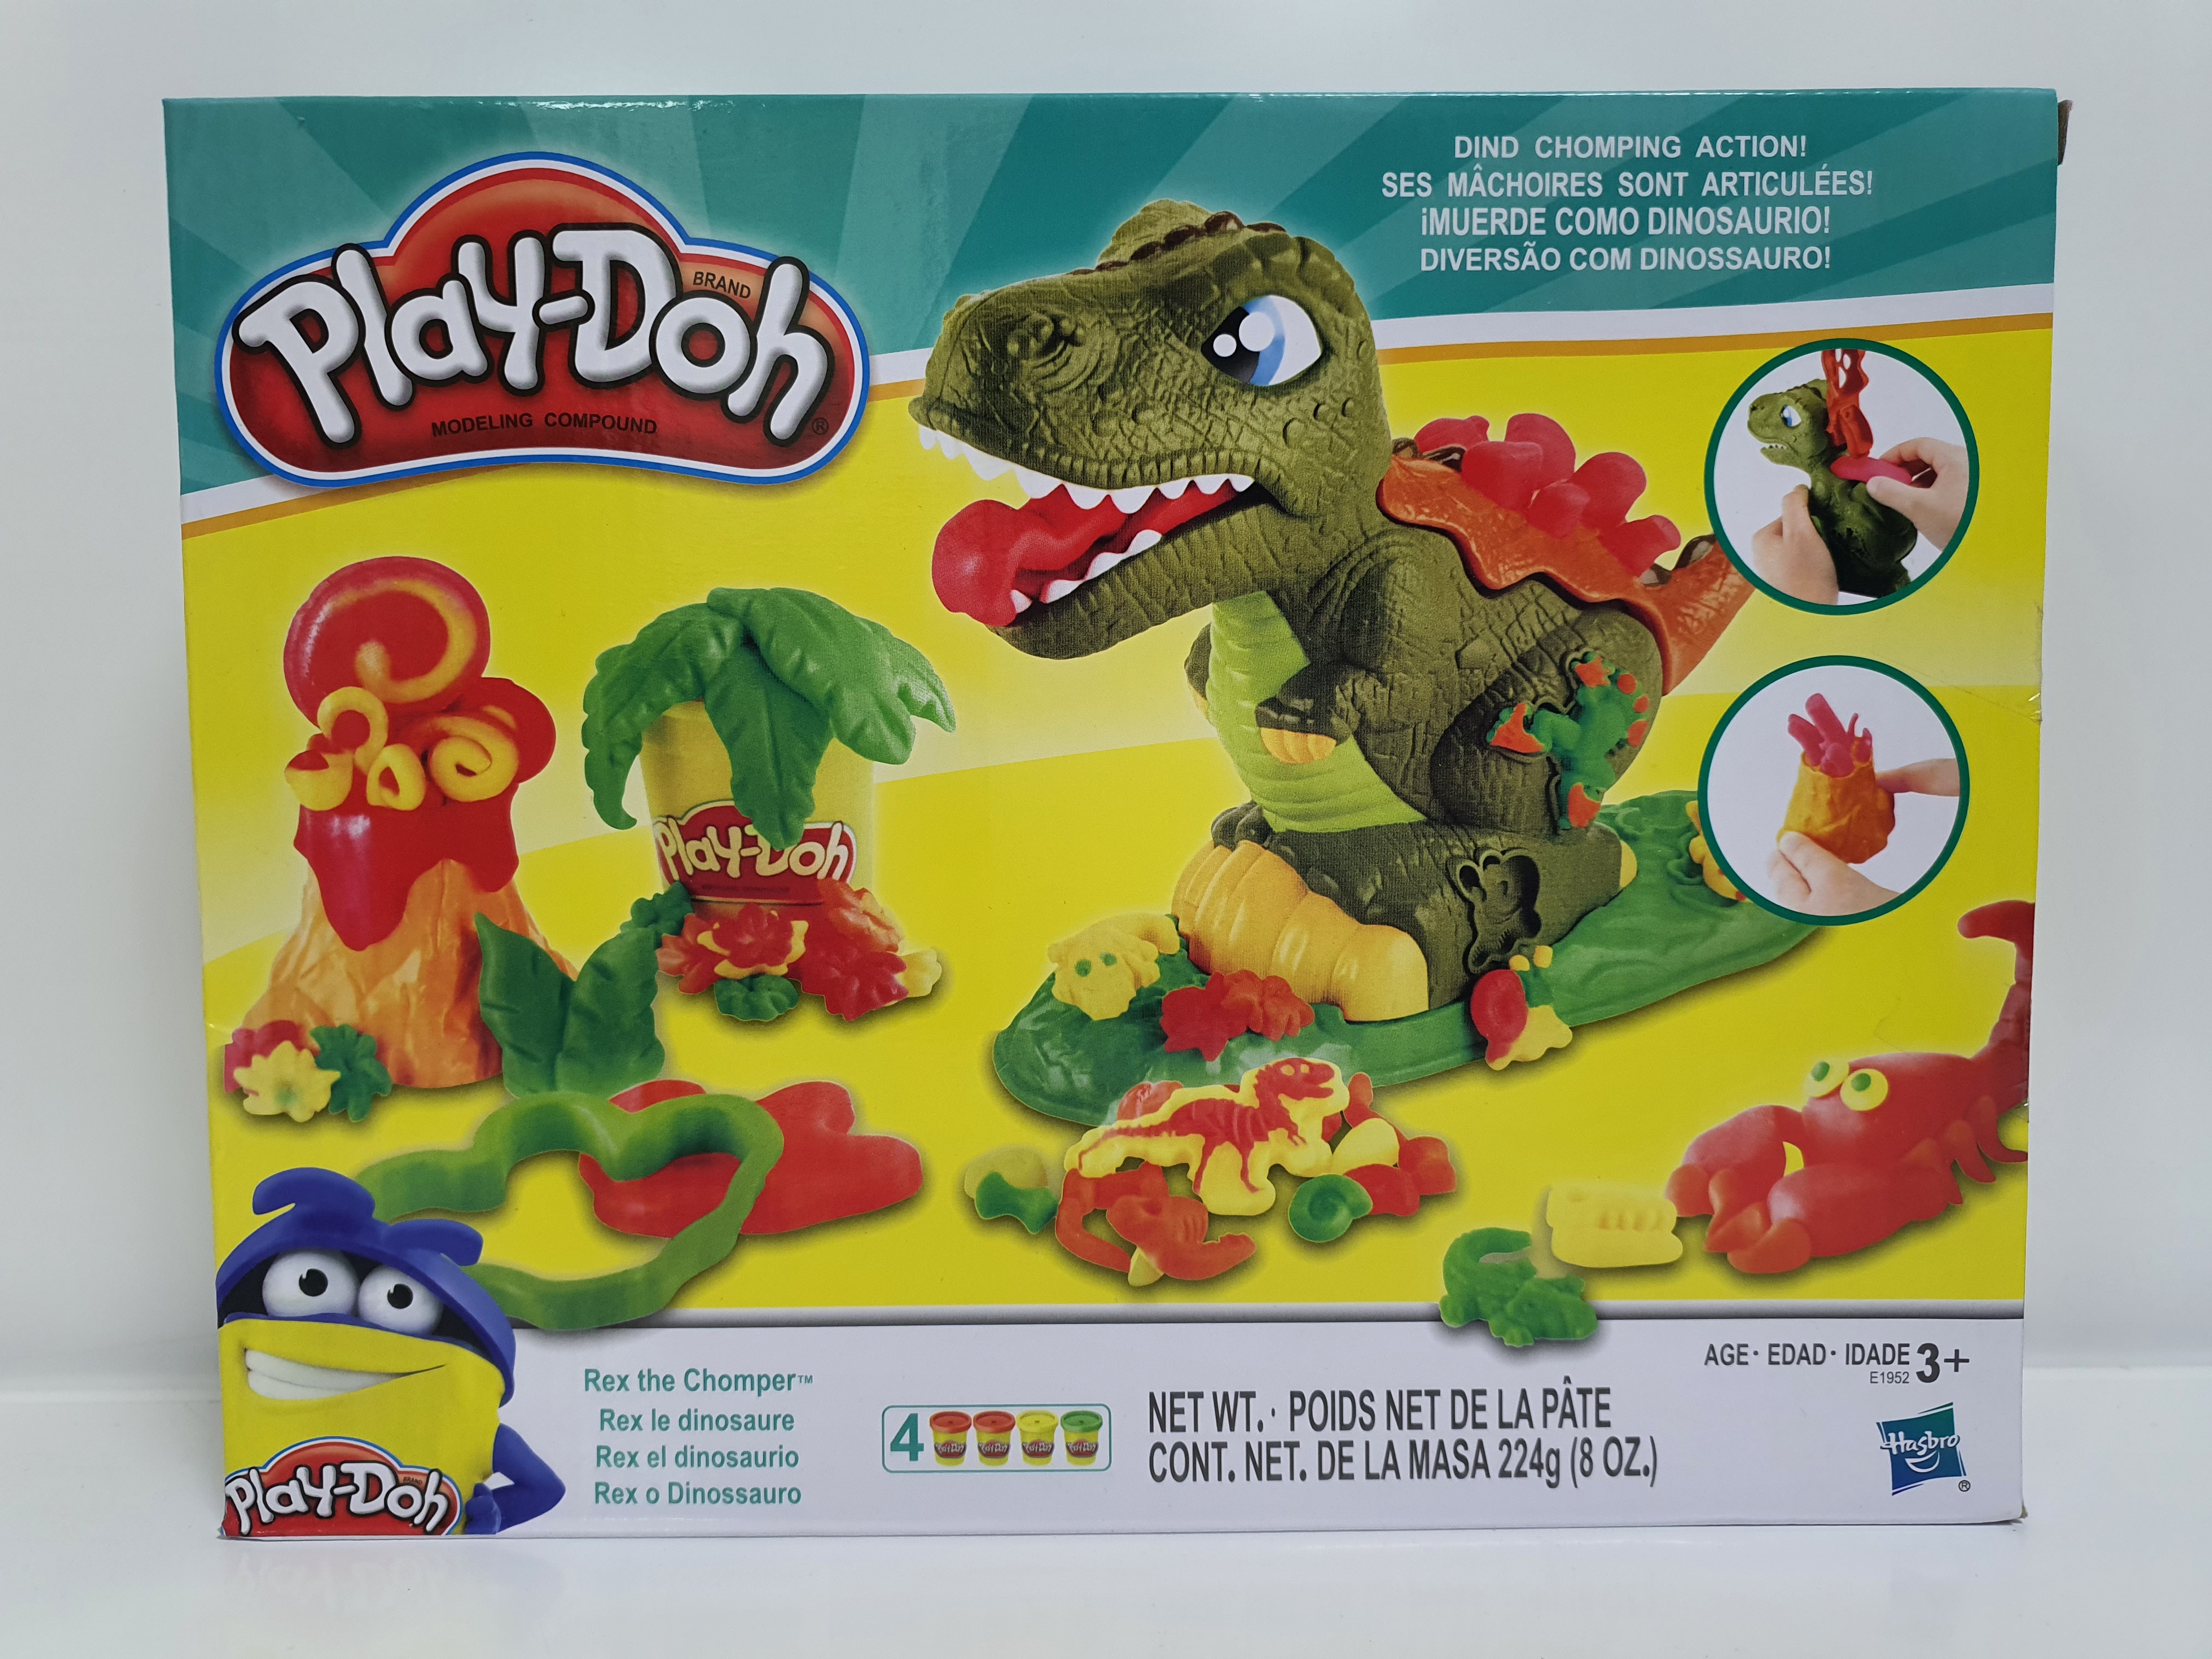 Play-Doh
BRAND
MODELING COMPOUND
®
DIND CHOMPING ACTION!
SES MÂCHOIRES SONT ARTICULÉES!
¡MUERDE COMO DINOSAURIO!
DIVERSÃO COM DINOSSAURO!
Play-Doh
Play-Doh
Rex the Chomper™
Rex le dinosaure
Rex el dinosaurio
Rex o Dinossauro
4
NET WT. · POIDS NET DE LA PÂTE
CONT. NET. DE LA MASA 224g (8 OZ.)
AGE · EDAD · IDADE 3+
E1952
Hasbro
®